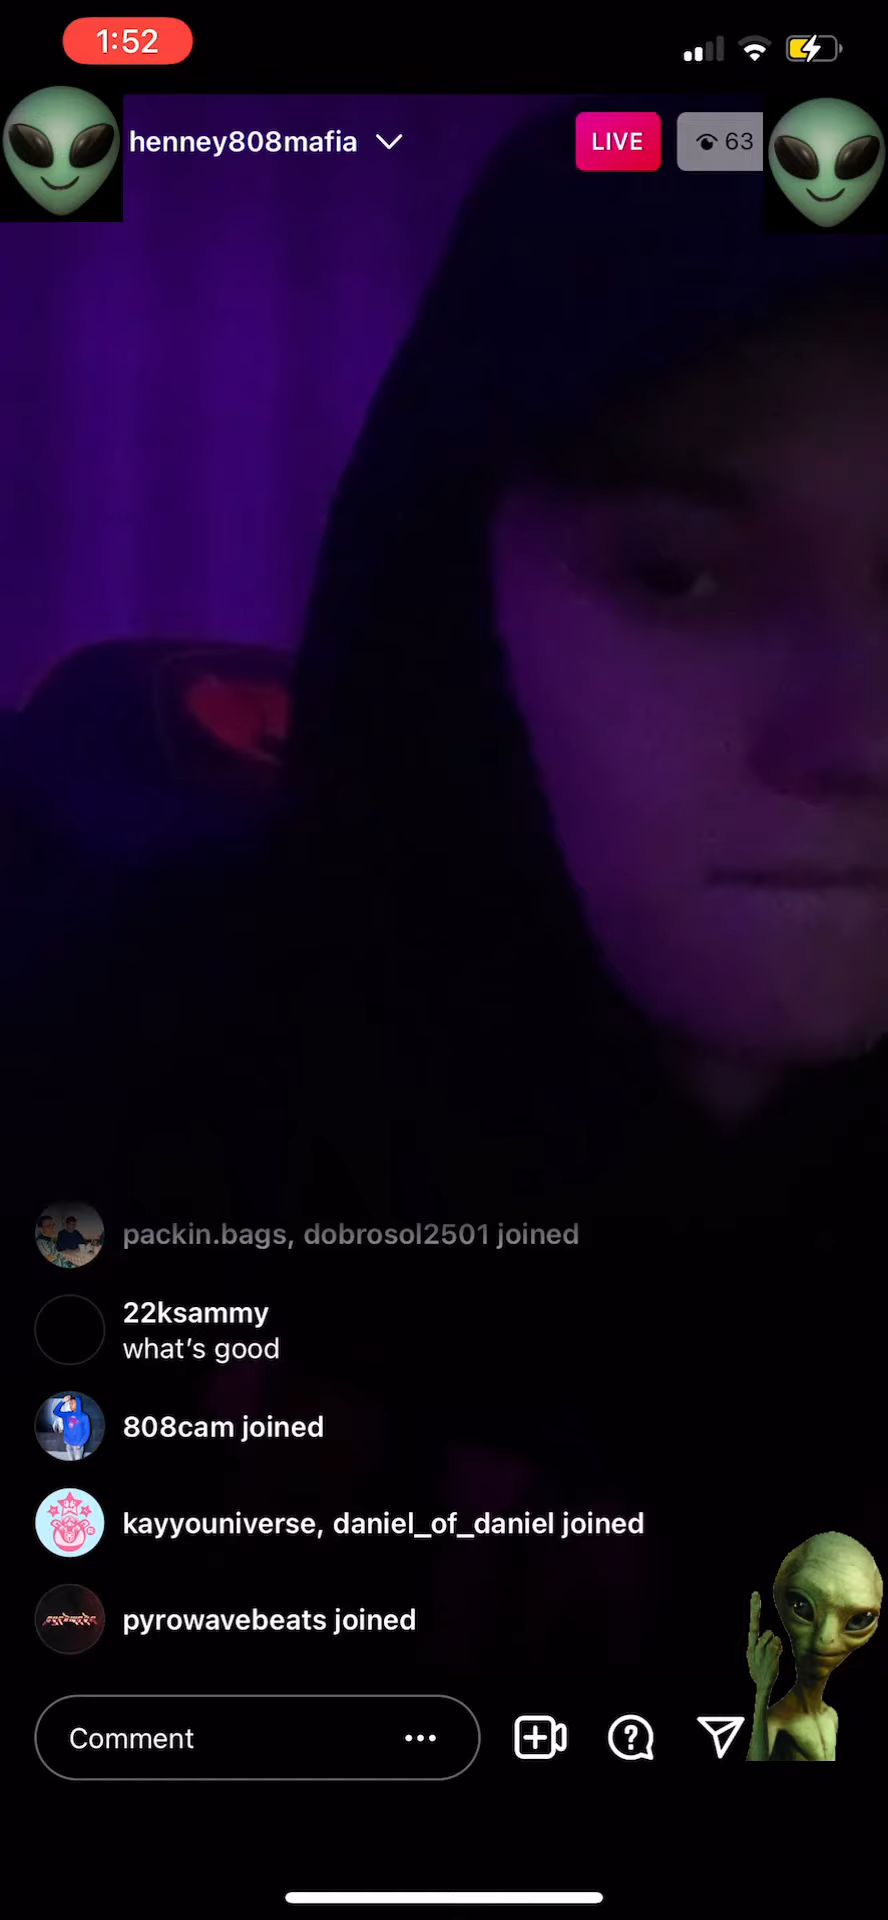 1:52
henney808mafia
LIVE
63
packin.bags, dobrosol2501 joined
22ksammy
what’s good
808cam joined
kayyouniverse, daniel_of_daniel joined
pyrowavebeats joined
Comment